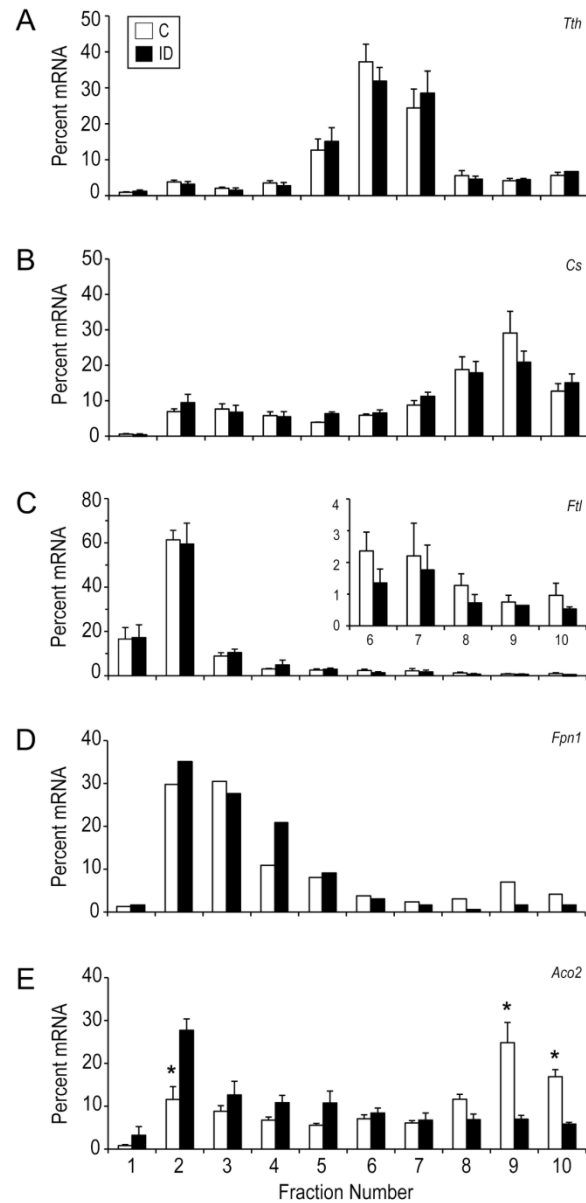 A
C
ID
Tth
Percent mRNA
50
40
30
20
10
0
B
Cs
Percent mRNA
50
40
30
20
10
0
C
Ftl
Percent mRNA
80
60
40
20
0
4
3
2
1
0
6 7 8 9 10
D
Fpn1
Percent mRNA
40
30
20
10
0
E
Aco2
Percent mRNA
40
30
20
10
0
* * *
1 2 3 4 5 6 7 8 9 10
Fraction Number